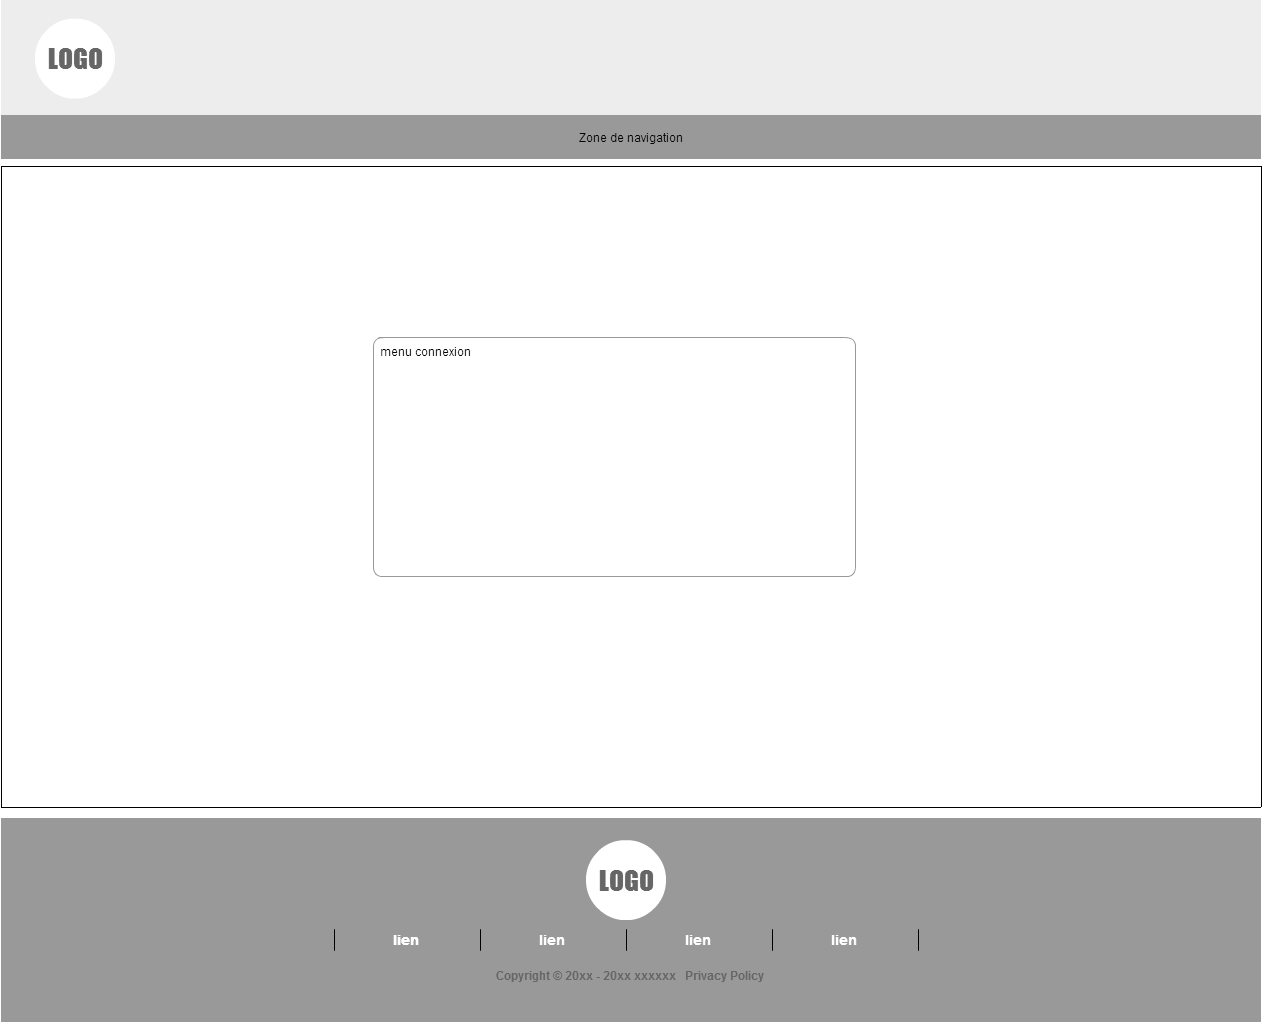 LOGO
Zone de navigation
menu connexion
LOGO
lien lien lien lien
Copyright © 20xx - 20xx xxxxxx Privacy Policy